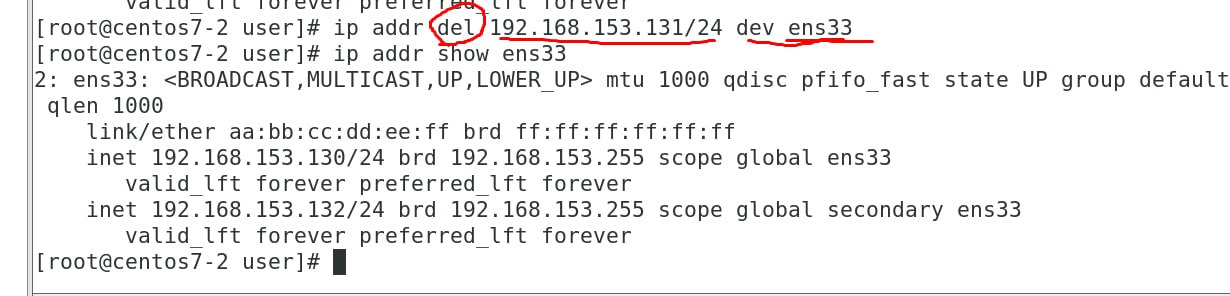 valid_lft forever preferred_lft forever
[root@centos7-2 user]# ip addr del 192.168.153.131/24 dev ens33
[root@centos7-2 user]# ip addr show ens33
2: ens33: <BROADCAST,MULTICAST,UP,LOWER_UP> mtu 1000 qdisc pfifo_fast state UP group default
qlen 1000
link/ether aa:bb:cc:dd:ee:ff brd ff:ff:ff:ff:ff:ff
inet 192.168.153.130/24 brd 192.168.153.255 scope global ens33
valid_lft forever preferred_lft forever
inet 192.168.153.132/24 brd 192.168.153.255 scope global secondary ens33
valid_lft forever preferred_lft forever
[root@centos7-2 user]#